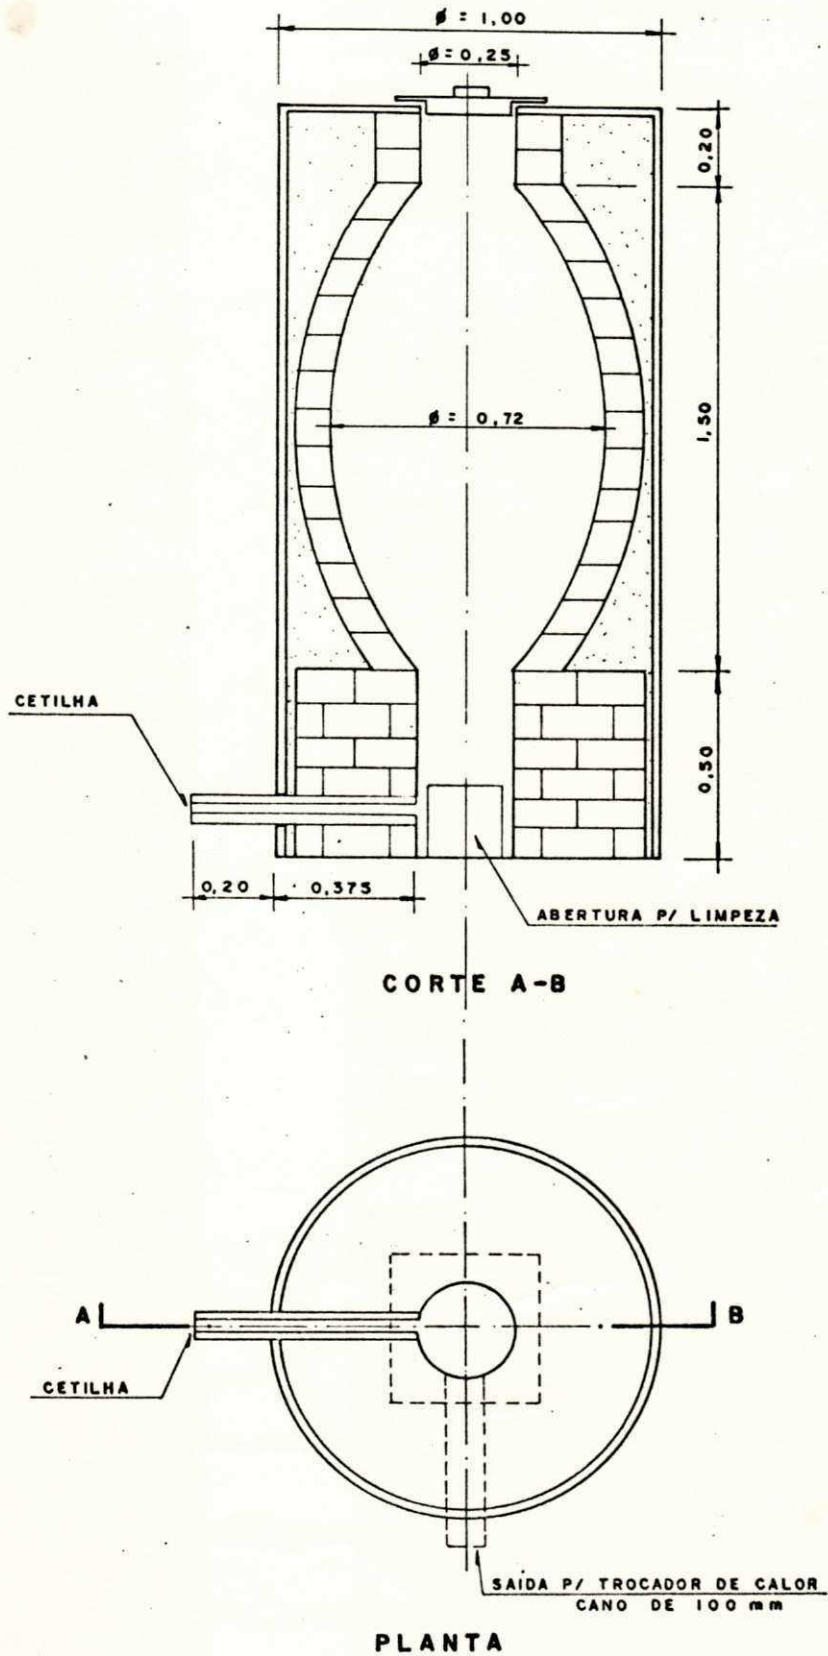 ø = 1,00
ø = 0,25
0,20
ø = 0,72
1,50
CETILHA
0,50
0,20
0,375
ABERTURA P/ LIMPEZA
CORTE A-B
A
B
CETILHA
SAÍDA P/ TROCADOR DE CALOR
CANO DE 100 mm
PLANTA